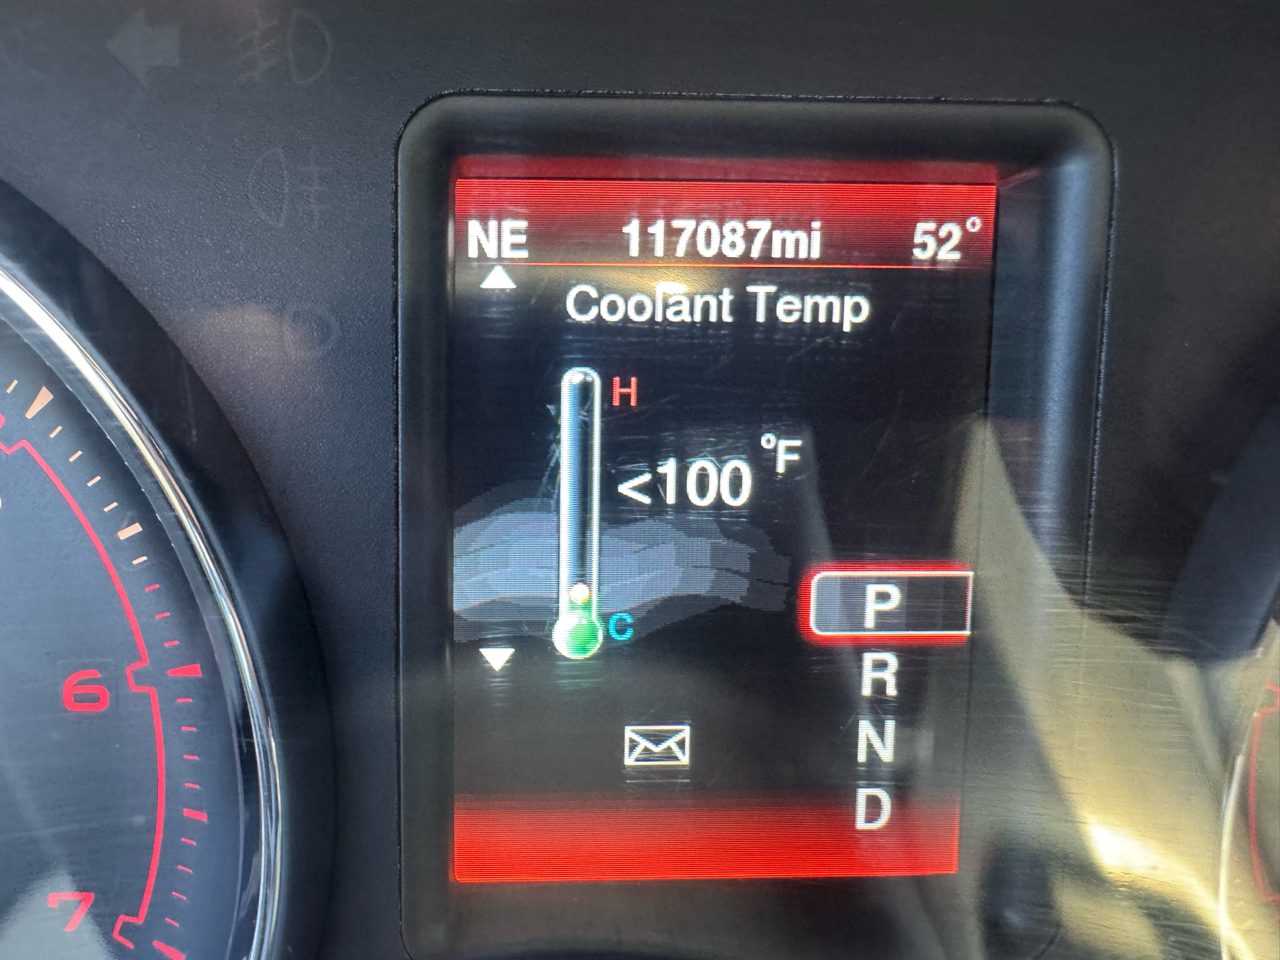 NE 117087mi 52°
Coolant Temp
H
<100 °F
C
P
R
N
D
6
7